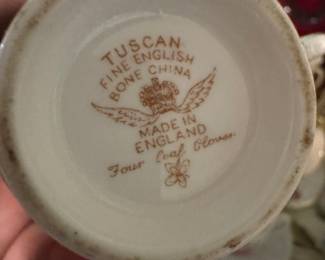 TUSCAN
FINE ENGLISH
BONE CHINA
MADE IN
ENGLAND
Four Leaf Clover